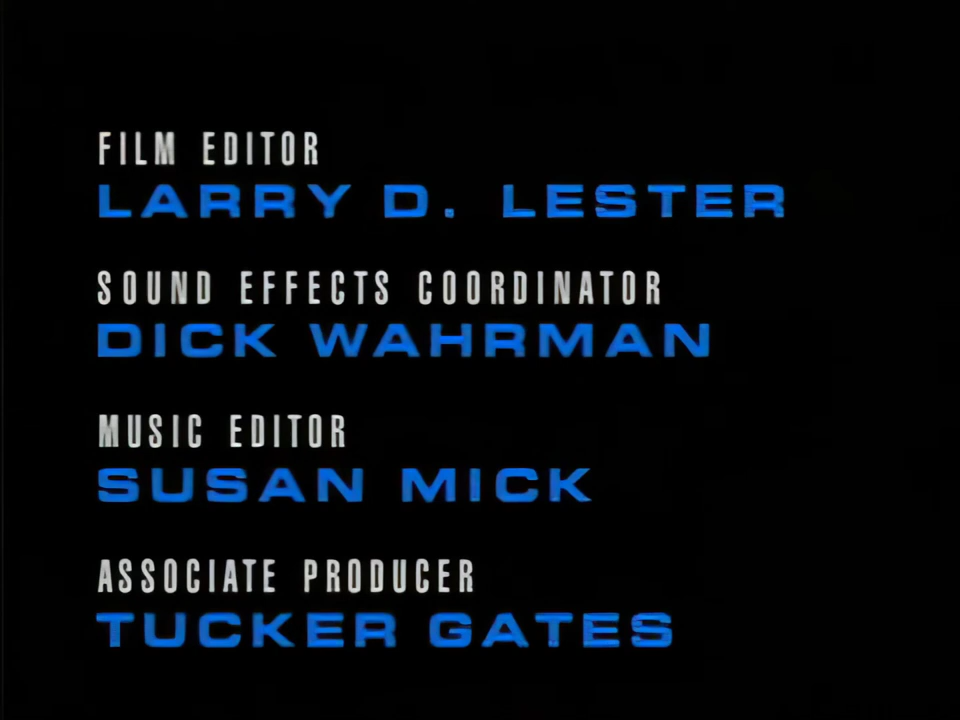 FILM EDITOR
LARRY D. LESTER
SOUND EFFECTS COORDINATOR
DICK WAHRMAN
MUSIC EDITOR
SUSAN MICK
ASSOCIATE PRODUCER
TUCKER GATES